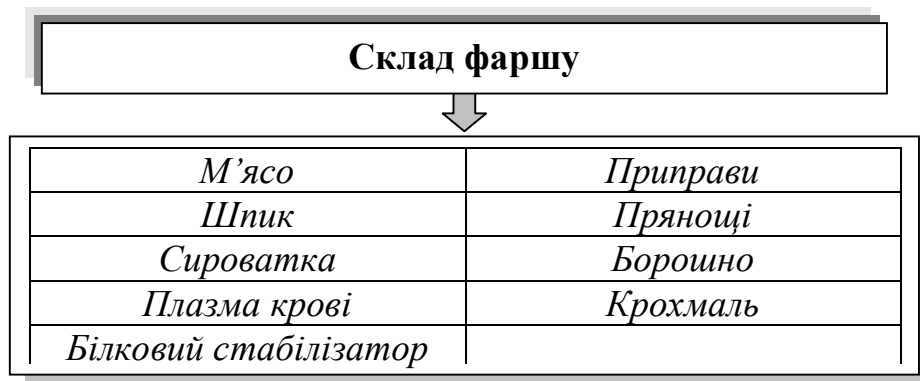 Склад фаршу
М’ясо Приправи
Шпик Прянощі
Сироватка Борошно
Плазма крові Крохмаль
Білковий стабілізатор